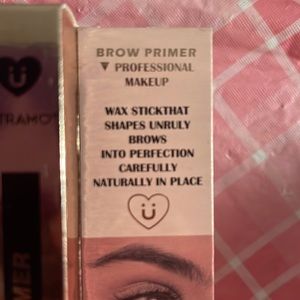 BROW PRIMER
▼ PROFESSIONAL
MAKEUP
WAX STICKTHAT
SHAPES UNRULY
BROWS
INTO PERFECTION
CAREFULLY
NATURALLY IN PLACE
Ü
Ü